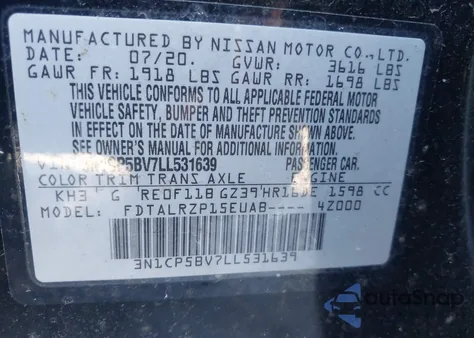 MANUFACTURED BY NISSAN MOTOR CO., LTD.
DATE: 07/20. GVWR: 3616 LBS
GAWR FR: 1918 LBS GAWR RR: 1698 LBS
THIS VEHICLE CONFORMS TO ALL APPLICABLE FEDERAL MOTOR
VEHICLE SAFETY, BUMPER AND THEFT PREVENTION STANDARDS
IN EFFECT ON THE DATE OF MANUFACTURE SHOWN ABOVE.
SEE OWNER'S MANUAL FOR ADDITIONAL INFORMATION.
CP5BV7LL531639 PASSENGER CAR.
COLOR TRIM TRANS AXLE ENGINE
KH3 G RE0F11B GZ39 HR16DE 1598 CC
MODEL: FDTALRZP15EUAB---- 4Z000
3N1CP5BV7LL531639
autoSnap